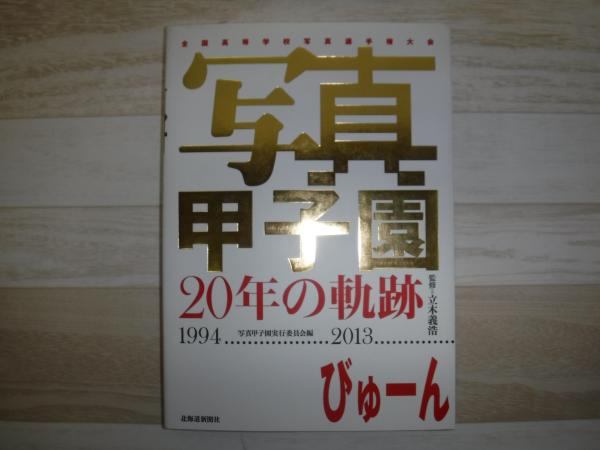 全国高等学校写真選手権大会
写真
甲子園
20年の軌跡
監修=立木義浩
1994………写真甲子園実行委員会編………2013………
びゅーん
北海道新聞社